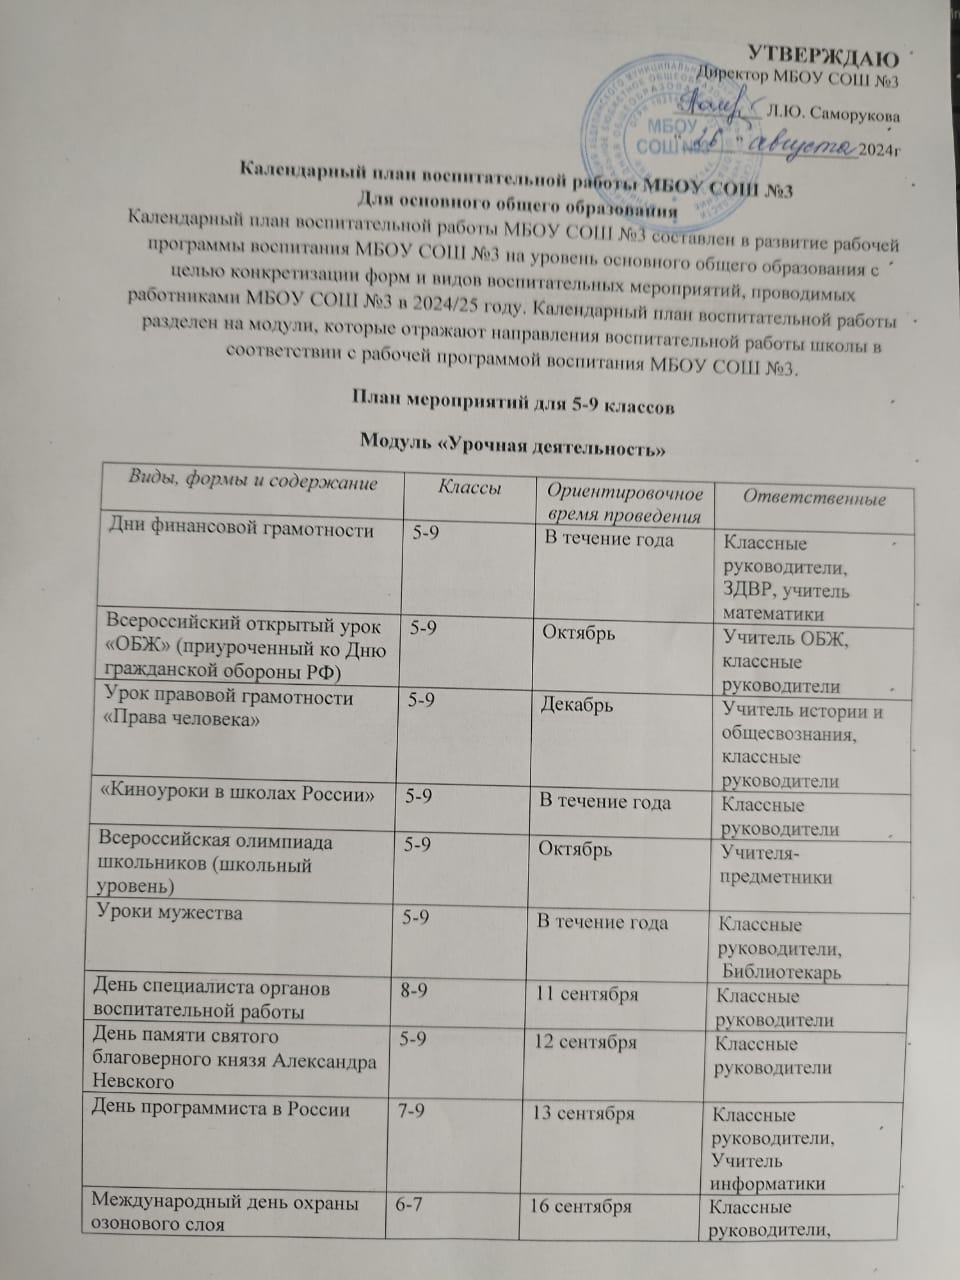 УТВЕРЖДАЮ
Директор МБОУ СОШ №3
Л.Ю. Саморукова
"26" августа 2024г
МБОУ
СОШ №3
Календарный план воспитательной работы МБОУ СОШ №3
Для основного общего образования
Календарный план воспитательной работы МБОУ СОШ №3 составлен в развитие рабочей
программы воспитания МБОУ СОШ №3 на уровень основного общего образования с
целью конкретизации форм и видов воспитательных мероприятий, проводимых
работниками МБОУ СОШ №3 в 2024/25 году. Календарный план воспитательной работы
разделен на модули, которые отражают направления воспитательной работы школы в
соответствии с рабочей программой воспитания МБОУ СОШ №3.
План мероприятий для 5-9 классов
Модуль «Урочная деятельность»
Виды, формы и содержание
Классы
Ориентировочное
время проведения
Ответственные
Дни финансовой грамотности
5-9
В течение года
Классные
руководители,
ЗДВР, учитель
математики
Всероссийский открытый урок
«ОБЖ» (приуроченный ко Дню
гражданской обороны РФ)
5-9
Октябрь
Учитель ОБЖ,
классные
руководители
Урок правовой грамотности
«Права человека»
5-9
Декабрь
Учитель истории и
общесвознания,
классные
руководители
«Киноуроки в школах России»
5-9
В течение года
Классные
руководители
Всероссийская олимпиада
школьников (школьный
уровень)
5-9
Октябрь
Учителя-
предметники
Уроки мужества
5-9
В течение года
Классные
руководители,
Библиотекарь
День специалиста органов
воспитательной работы
8-9
11 сентября
Классные
руководители
День памяти святого
благоверного князя Александра
Невского
5-9
12 сентября
Классные
руководители
День программиста в России
7-9
13 сентября
Классные
руководители,
Учитель
информатики
Международный день охраны
озонового слоя
6-7
16 сентября
Классные
руководители,